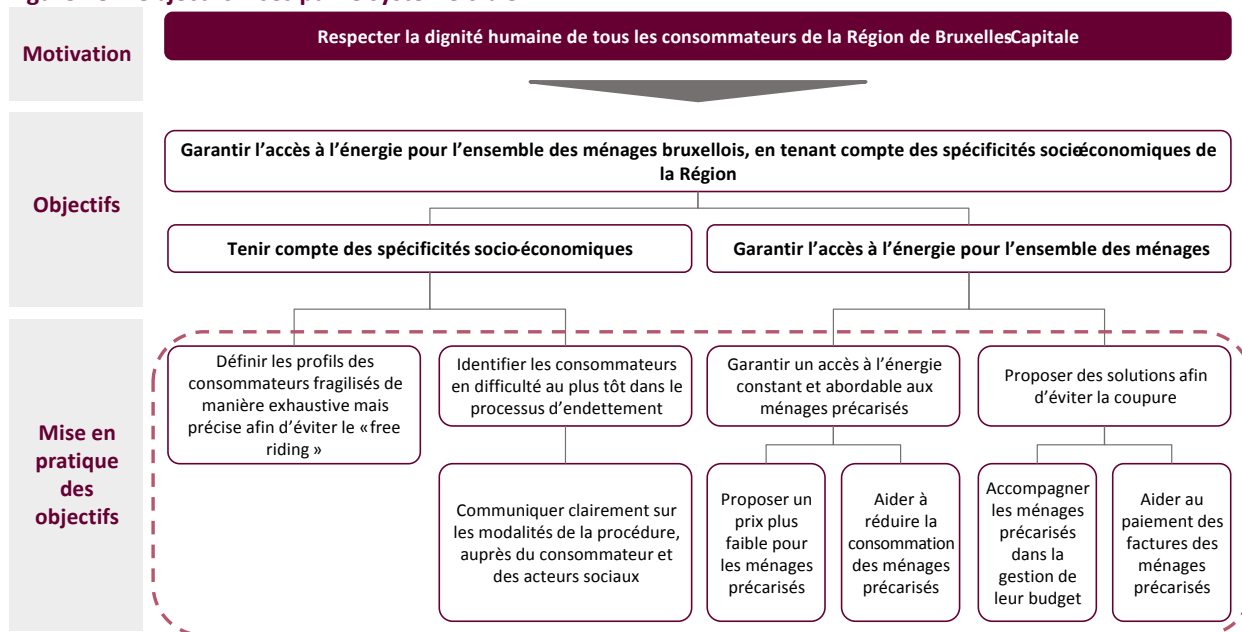 Motivation
Respecter la dignité humaine de tous les consommateurs de la Région de BruxellesCapitale
Objectifs
Garantir l'accès à l'énergie pour l'ensemble des ménages bruxellois, en tenant compte des spécificités socioéconomiques de
la Région
Tenir compte des spécificités socio-économiques
Garantir l'accès à l'énergie pour l'ensemble des ménages
Mise en
pratique
des
objectifs
Définir les profils des
consommateurs fragilisés de
manière exhaustive mais
précise afin d'éviter le « free
riding »
Identifier les consommateurs
en difficulté au plus tôt dans le
processus d'endettement
Garantir un accès à l'énergie
constant et abordable aux
ménages précarisés
Proposer des solutions afin
d'éviter la coupure
Communiquer clairement sur
les modalités de la procédure,
auprès du consommateur et
des acteurs sociaux
Proposer un
prix plus
faible pour
les ménages
précarisés
Aider à
réduire la
consommation
des ménages
précarisés
Accompagner
les ménages
précarisés
dans la
gestion de
leur budget
Aider au
paiement des
factures des
ménages
précarisés